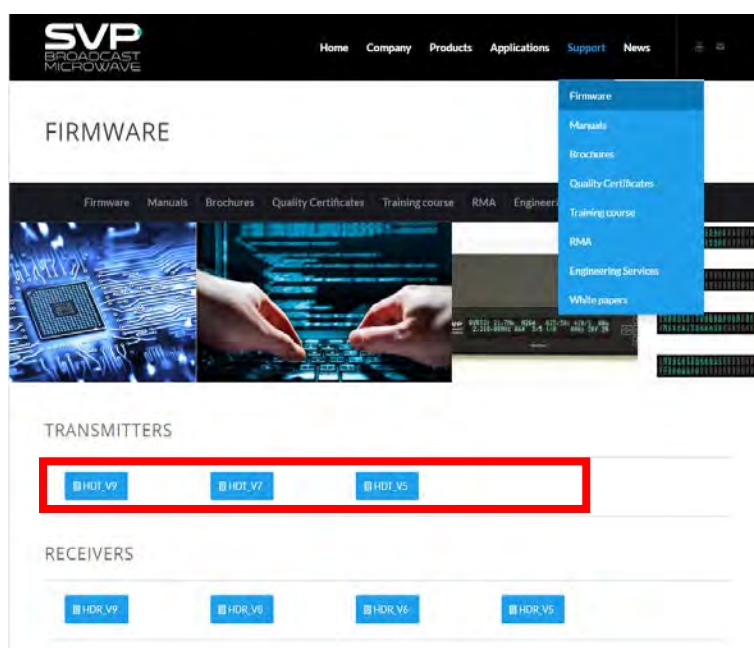 SVP
BROADCAST
MICROWAVE
Home Company Products Applications Support News
Firmware
Manuals
Brochures
Quality Certificates
Training course
RMA
Engineering Services
White papers
FIRMWARE
Firmware Manuals Brochures Quality Certificates Training course RMA Engineeri
TRANSMITTERS
HDT_V9 HDT_V7 HDT_V5
RECEIVERS
HDR_V9 HDR_V8 HDR_V6 HDR_V5